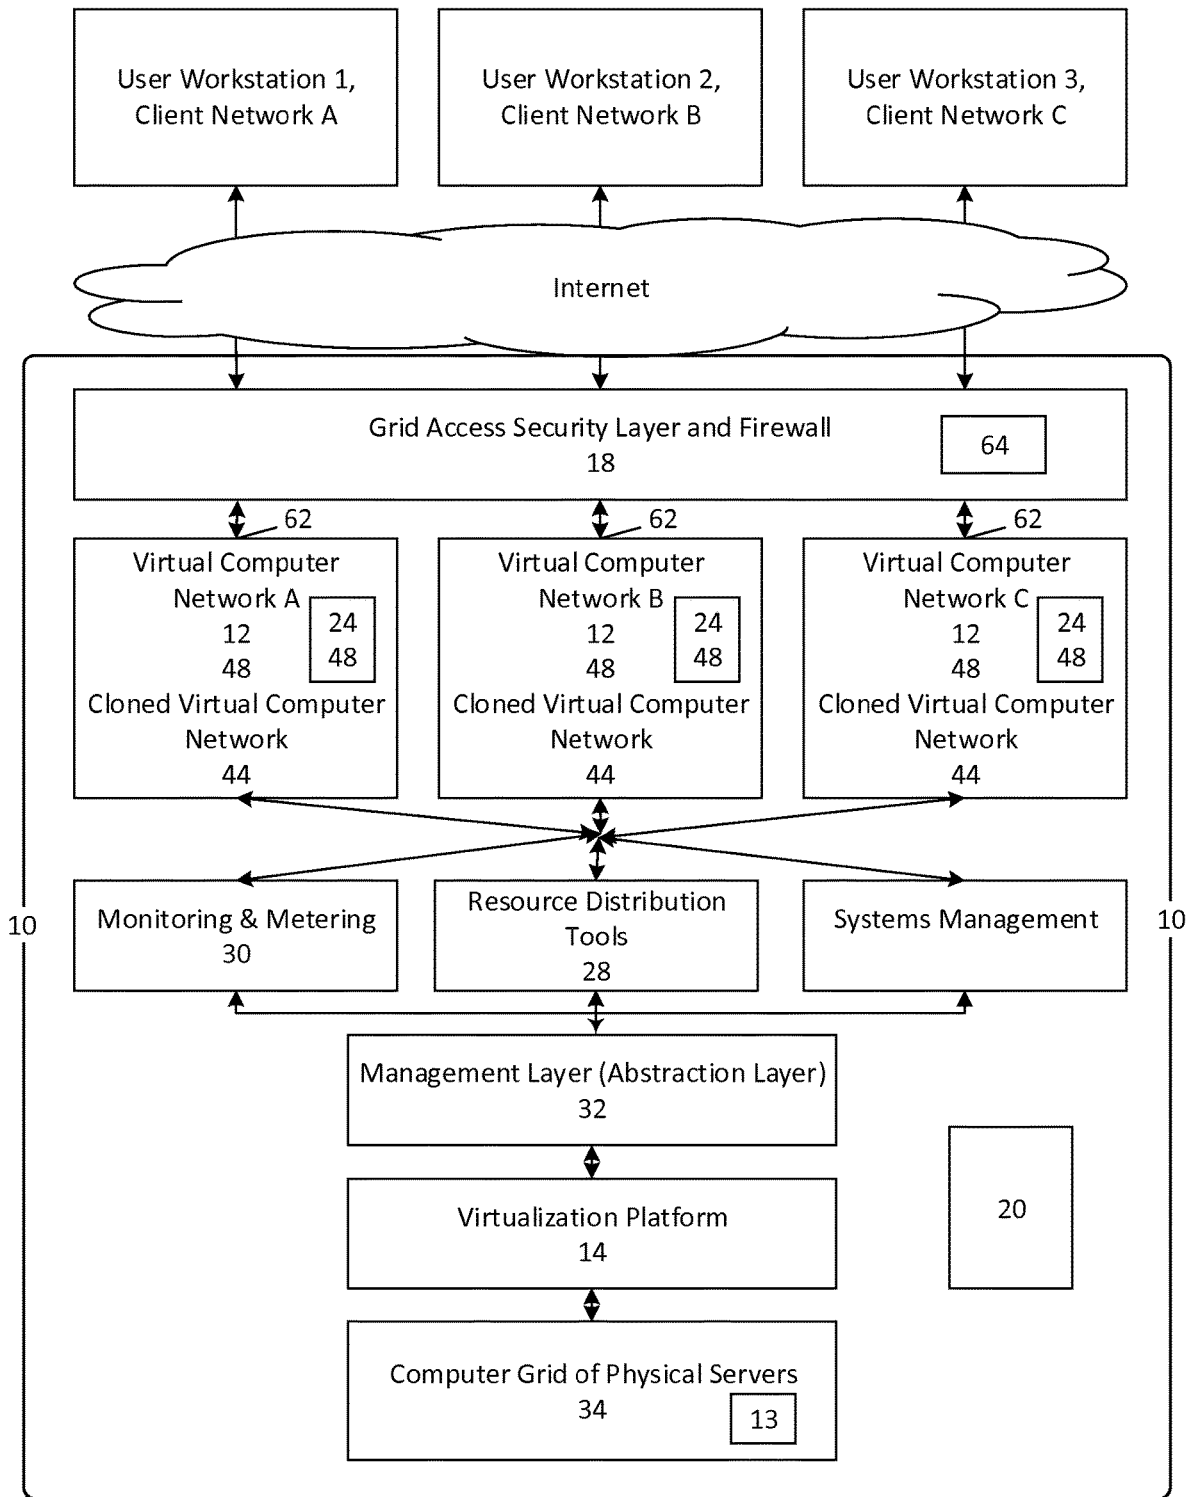 User Workstation 1,
Client Network A
User Workstation 2,
Client Network B
User Workstation 3,
Client Network C
Internet
Grid Access Security Layer and Firewall
18
64
62
62
62
Virtual Computer
Network A
12
48
24
48
Cloned Virtual Computer
Network
44
Virtual Computer
Network B
12
48
24
48
Cloned Virtual Computer
Network
44
Virtual Computer
Network C
12
48
24
48
Cloned Virtual Computer
Network
44
10
Monitoring & Metering
30
Resource Distribution
Tools
28
Systems Management
10
Management Layer (Abstraction Layer)
32
Virtualization Platform
14
20
Computer Grid of Physical Servers
34
13